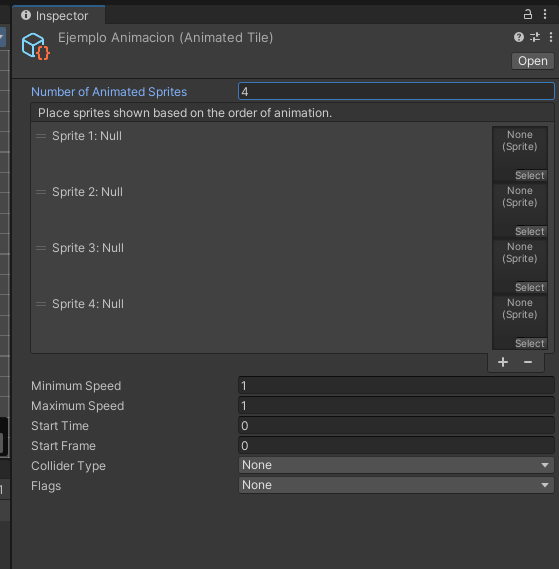 Inspector
Ejemplo Animacion (Animated Tile)
Open
Number of Animated Sprites 4
Place sprites shown based on the order of animation.
Sprite 1: Null None (Sprite) Select
Sprite 2: Null None (Sprite) Select
Sprite 3: Null None (Sprite) Select
Sprite 4: Null None (Sprite) Select
Minimum Speed 1
Maximum Speed 1
Start Time 0
Start Frame 0
Collider Type None
Flags None